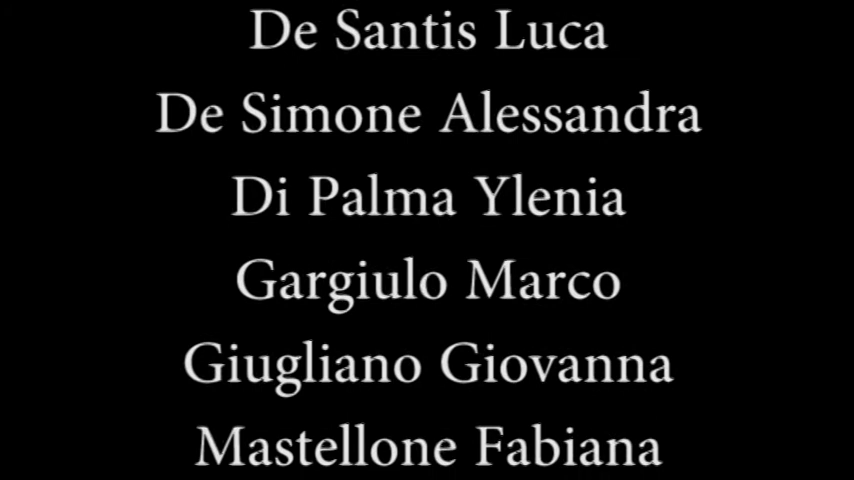 De Santis Luca
De Simone Alessandra
Di Palma Ylenia
Gargiulo Marco
Giugliano Giovanna
Mastellone Fabiana